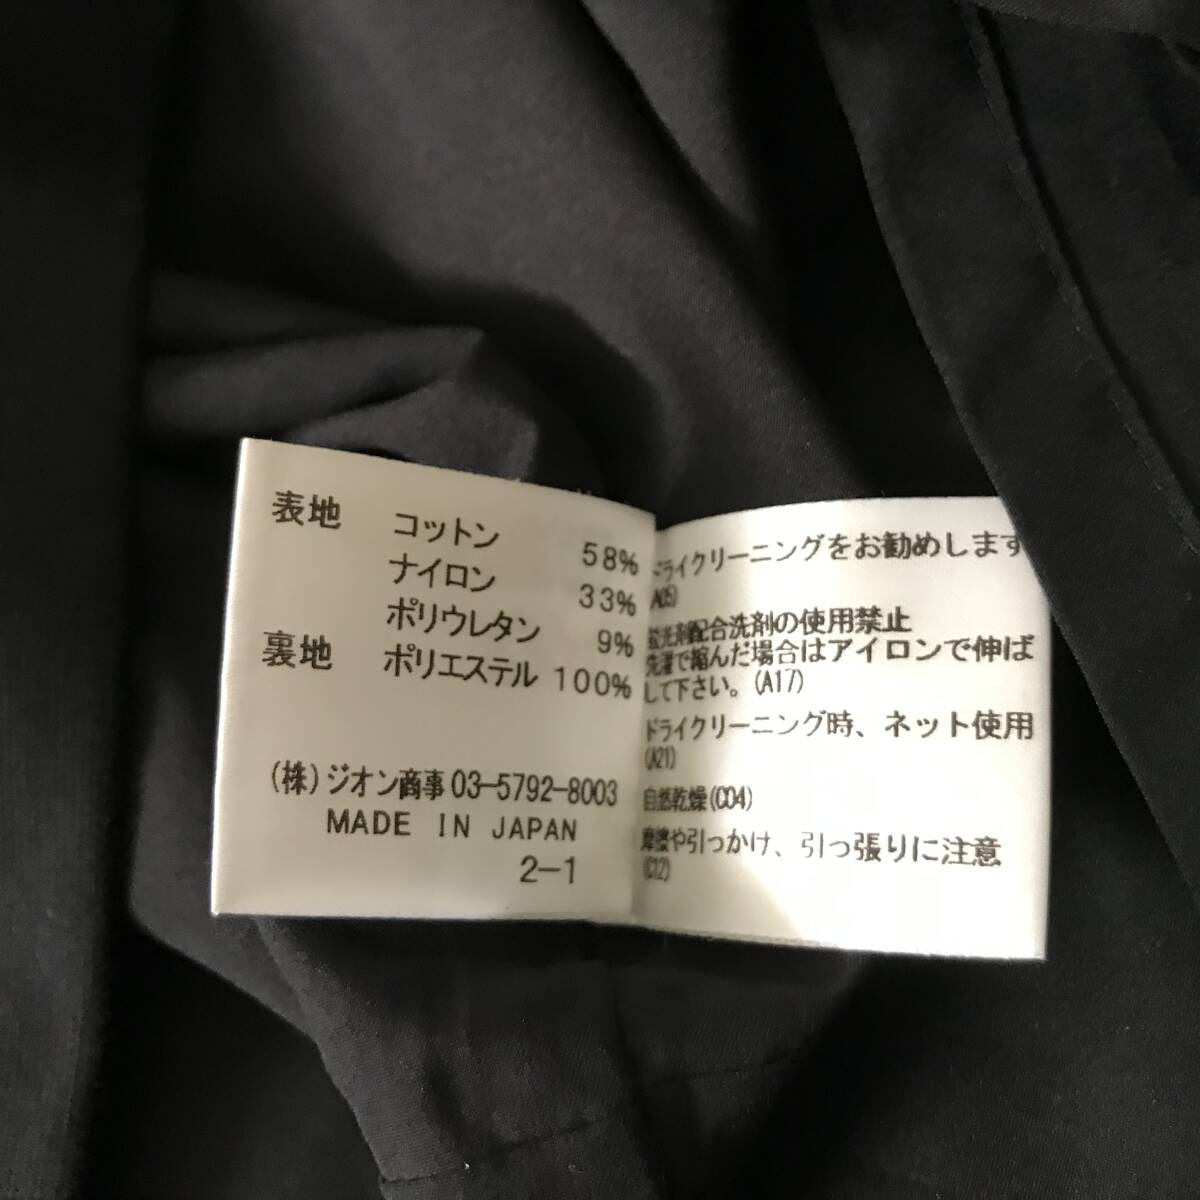 表地 コットン 58%
ナイロン 33%
ポリウレタン 9%
裏地 ポリエステル 100%
(株)ジオン商事 03-5792-8003
MADE IN JAPAN
2-1
ドライクリーニングをお勧めします
(A05)
蛍光剤配合洗剤の使用禁止
洗濯で縮んだ場合はアイロンで伸ば
して下さい。(A17)
ドライクリーニング時、ネット使用
(A21)
自然乾燥(C04)
摩擦や引っかけ、引っ張りに注意
(C12)